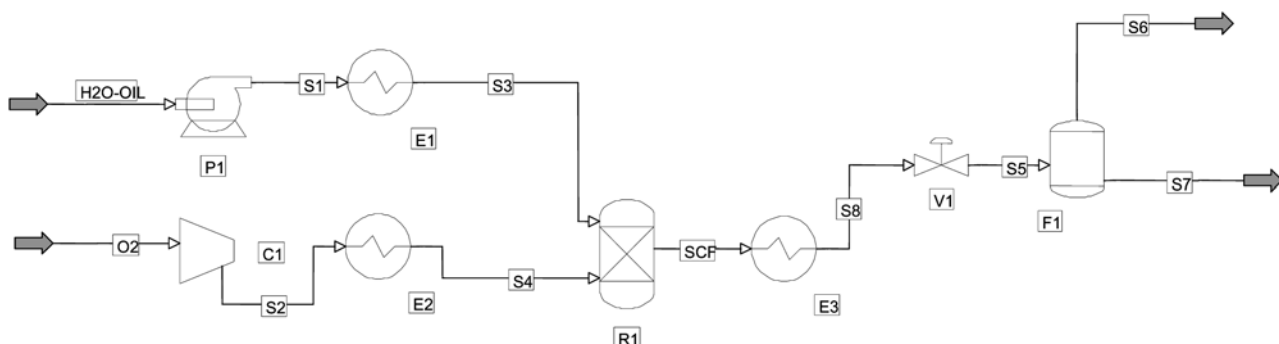 S6
H2O-OIL
S1
S3
E1
P1
V1
S5
S7
F1
S8
O2
C1
S2
E2
S4
SCF
E3
R1